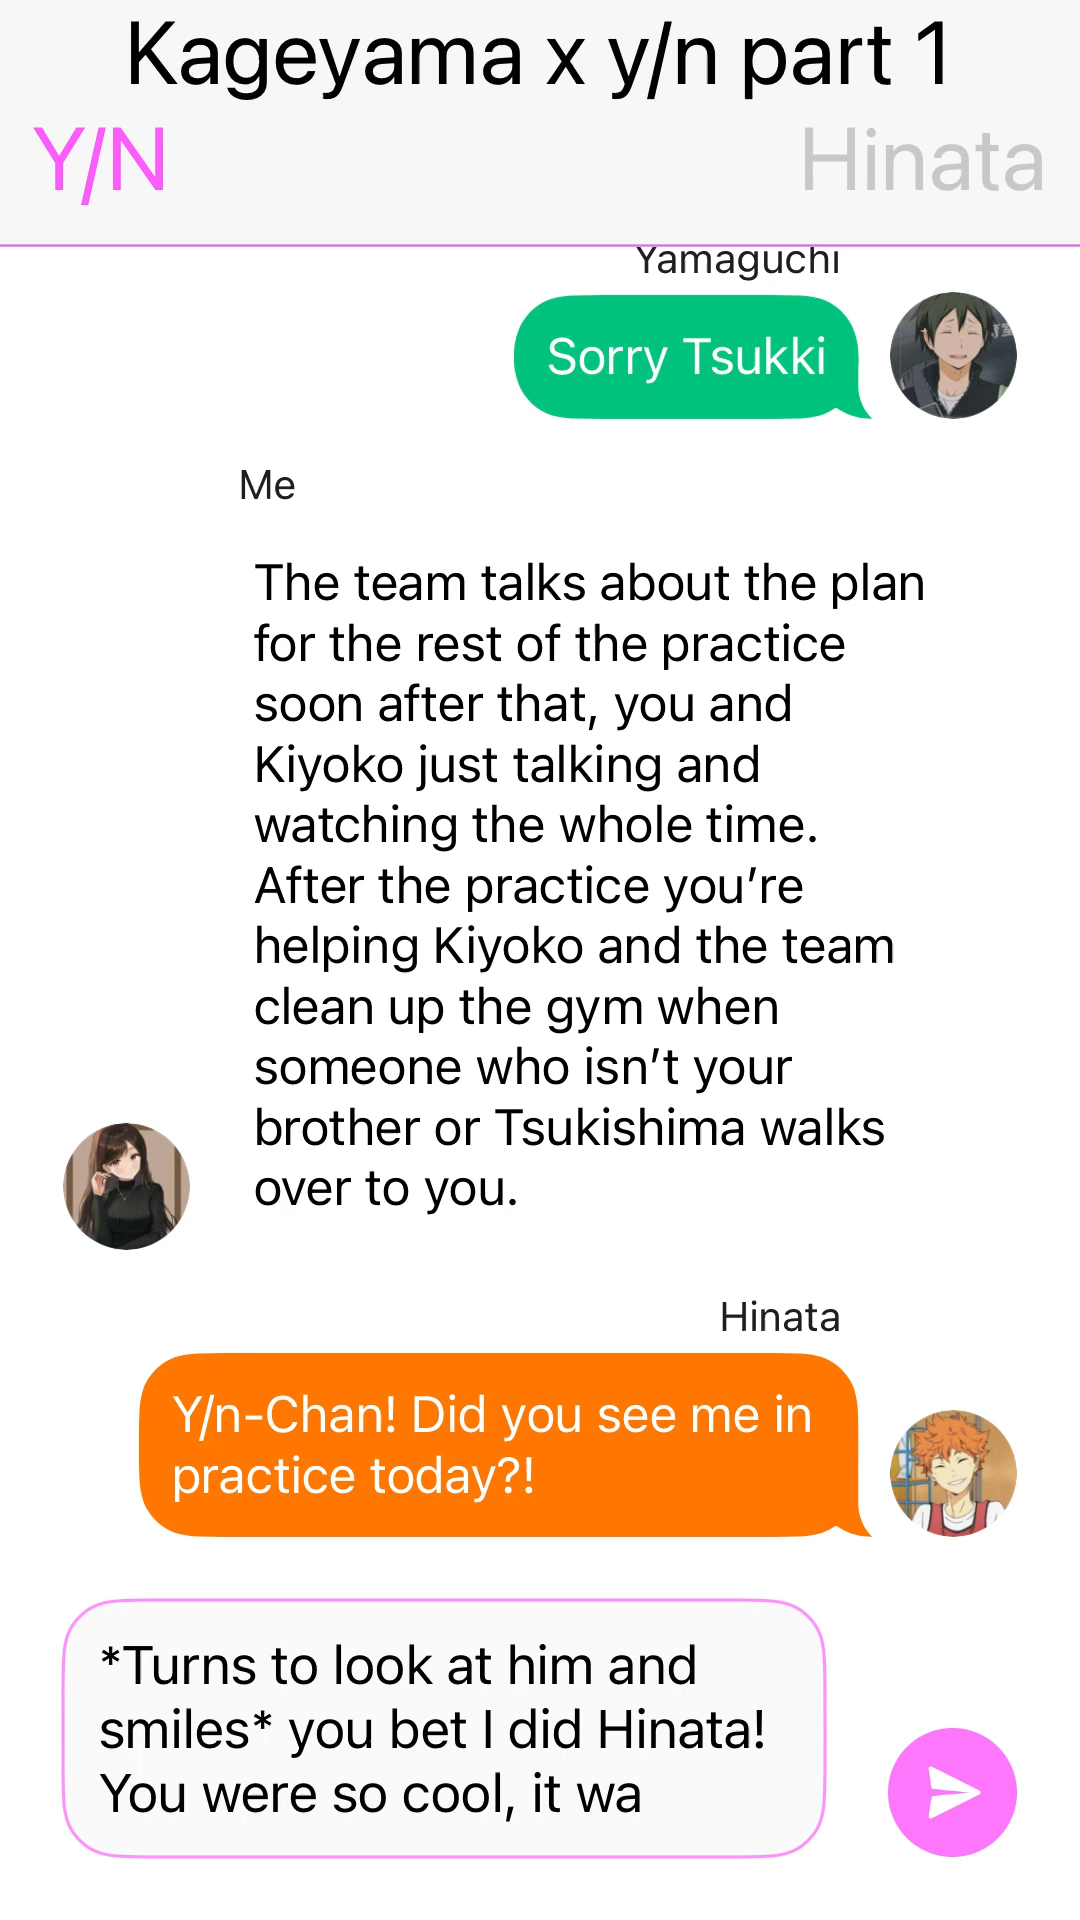 Kageyama x y/n part 1
Y/N
Hinata
Yamaguchi
Sorry Tsukki
Me
The team talks about the plan
for the rest of the practice
soon after that, you and
Kiyoko just talking and
watching the whole time.
After the practice you’re
helping Kiyoko and the team
clean up the gym when
someone who isn’t your
brother or Tsukishima walks
over to you.
Hinata
Y/n-Chan! Did you see me in
practice today?!
*Turns to look at him and
smiles* you bet I did Hinata!
You were so cool, it wa